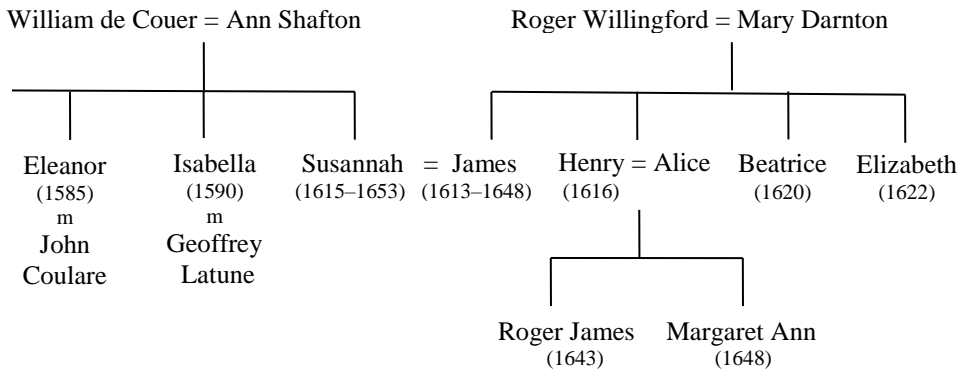 William de Couer = Ann Shafton
Roger Willingford = Mary Darnton
Eleanor
(1585)
m
John
Coulare
Isabella
(1590)
m
Geoffrey
Latune
Susannah = James
(1615–1653) (1613–1648)
Henry = Alice
(1616)
Beatrice
(1620)
Elizabeth
(1622)
Roger James
(1643)
Margaret Ann
(1648)